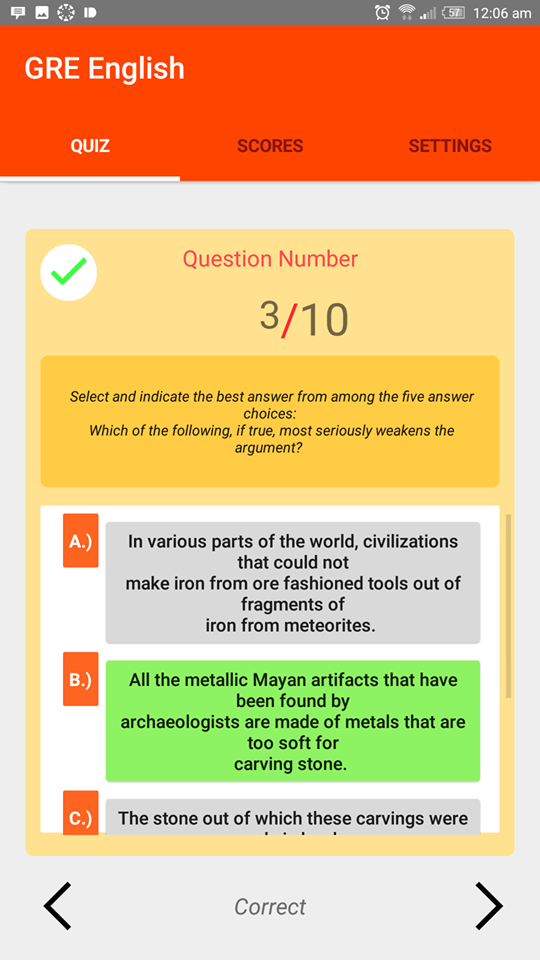 57 12:06 am
GRE English
QUIZ SCORES SETTINGS
Question Number
3/10
Select and indicate the best answer from among the five answer
choices:
Which of the following, if true, most seriously weakens the
argument?
A.)
In various parts of the world, civilizations
that could not
make iron from ore fashioned tools out of
fragments of
iron from meteorites.
B.)
All the metallic Mayan artifacts that have
been found by
archaeologists are made of metals that are
too soft for
carving stone.
C.)
The stone out of which these carvings were
Correct